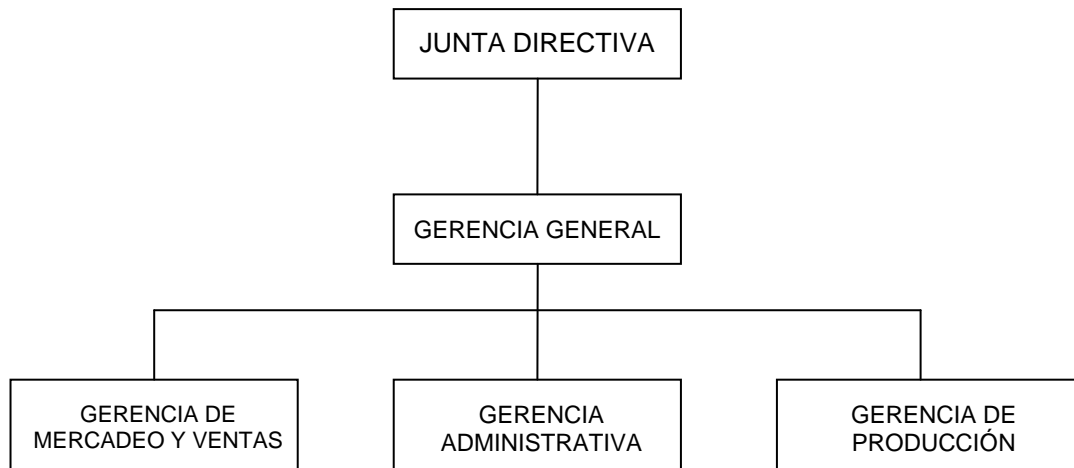 JUNTA DIRECTIVA
GERENCIA GENERAL
GERENCIA DE
MERCADEO Y VENTAS
GERENCIA
ADMINISTRATIVA
GERENCIA DE
PRODUCCIÓN